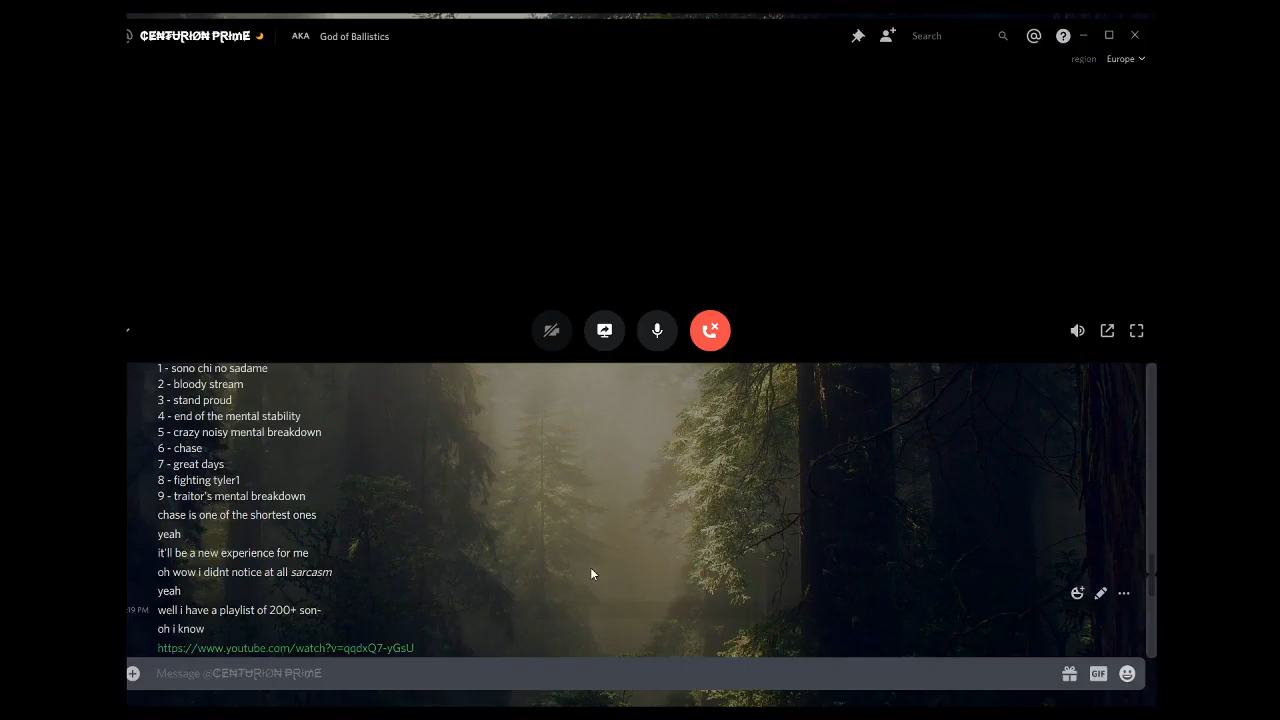 ₵ENTURIØN PRIME AKA God of Ballistics Search
region Europe
1 - sono chi no sadame
2 - bloody stream
3 - stand proud
4 - end of the mental stability
5 - crazy noisy mental breakdown
6 - chase
7 - great days
8 - fighting tyler1
9 - traitor's mental breakdown
chase is one of the shortest ones
yeah
it'll be a new experience for me
oh wow i didnt notice at all sarcasm
yeah
:19 PM well i have a playlist of 200+ son-
oh i know
https://www.youtube.com/watch?v=qqdxQ7-yGsU
Message @₵ENTURIØN PRIME
GIF